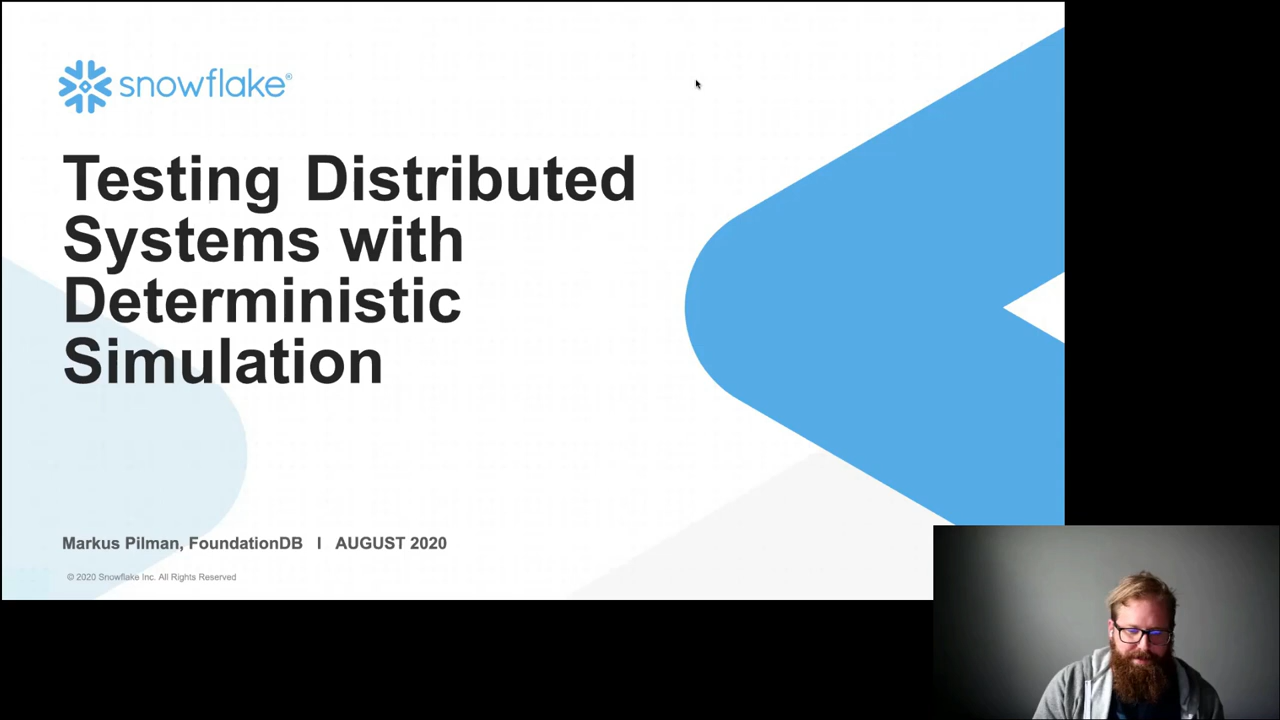 snowflake®
Testing Distributed
Systems with
Deterministic
Simulation
Markus Pilman, FoundationDB I AUGUST 2020
© 2020 Snowflake Inc. All Rights Reserved